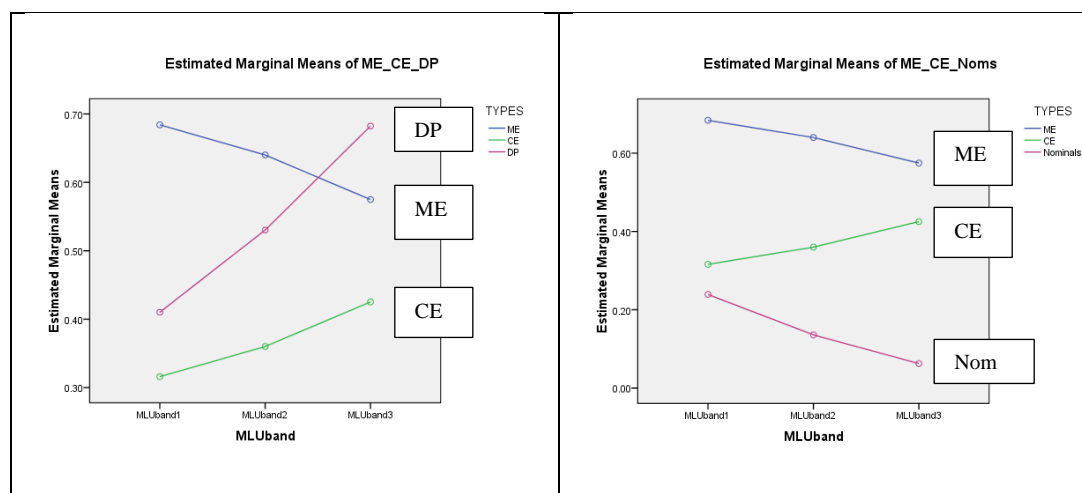 Estimated Marginal Means of ME_CE_DP
TYPES
ME
CE
DP
Estimated Marginal Means
0.70
0.60
0.50
0.40
0.30
MLUband1
MLUband2
MLUband3
MLUband
DP
ME
CE
Estimated Marginal Means of ME_CE_Noms
TYPES
ME
CE
Nominals
Estimated Marginal Means
0.60
0.40
0.20
0.00
MLUband1
MLUband2
MLUband3
MLUband
ME
CE
Nom